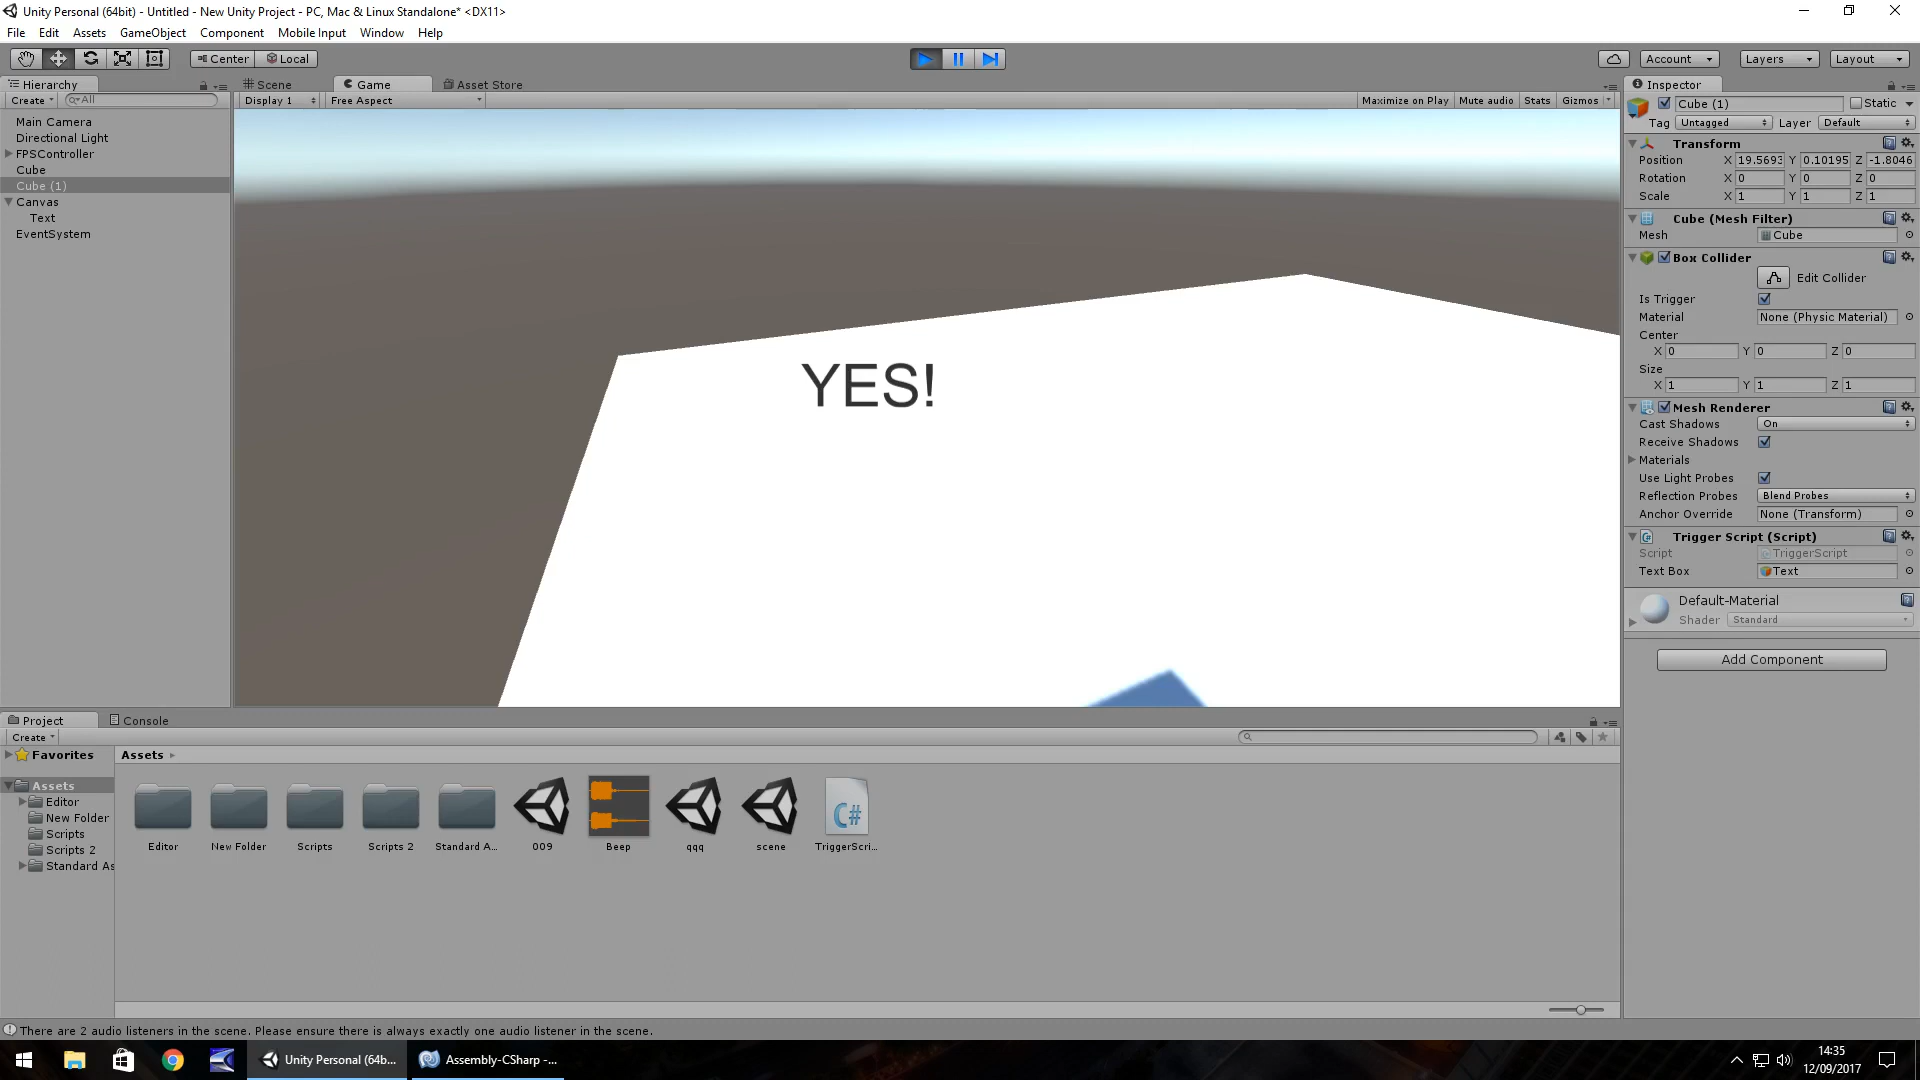 Unity Personal (64bit) - Untitled - New Unity Project - PC, Mac & Linux Standalone* <DX11>
File Edit Assets GameObject Component Mobile Input Window Help
Center Local Account Layers Layout
Hierarchy
Create All
Main Camera
Directional Light
FPSController
Cube
Cube (1)
Canvas
Text
EventSystem
Scene Game Asset Store
Display 1 Free Aspect Maximize on Play Mute audio Stats Gizmos
YES!
Inspector
Cube (1) Static
Tag Untagged Layer Default
Transform
Position X 19.5693 Y 0.10195 Z -1.8046
Rotation X 0 Y 0 Z 0
Scale X 1 Y 1 Z 1
Cube (Mesh Filter)
Mesh Cube
Box Collider
Edit Collider
Is Trigger
Material None (Physic Material)
Center
X 0 Y 0 Z 0
Size
X 1 Y 1 Z 1
Mesh Renderer
Cast Shadows On
Receive Shadows
Materials
Use Light Probes
Reflection Probes Blend Probes
Anchor Override None (Transform)
Trigger Script (Script)
Script TriggerScript
Text Box Text
Default-Material
Shader Standard
Add Component
Project Console
Create
Favorites
Assets
Editor
New Folder
Scripts
Scripts 2
Standard As
Assets
Editor New Folder Scripts Scripts 2 Standard A... 009 Beep qqq scene TriggerScri...
C#
There are 2 audio listeners in the scene. Please ensure there is always exactly one audio listener in the scene.
Unity Personal (64b... Assembly-CSharp -...
14:35
12/09/2017